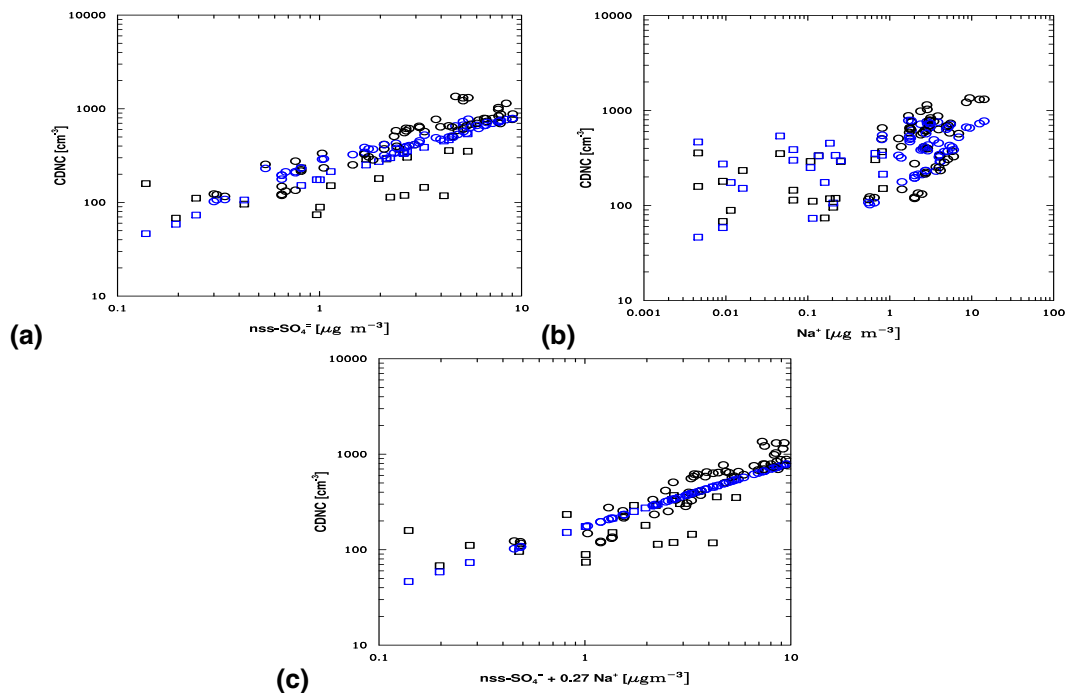 10000
1000
100
10
CDNC [cm⁻³]
0.1 1 10
nss-SO₄⁼ [μg m⁻³]
(a)
10000
1000
100
10
CDNC [cm⁻³]
0.001 0.01 0.1 1 10 100
Na⁺ [μg m⁻³]
(b)
10000
1000
100
10
CDNC [cm⁻³]
0.1 1 10
nss-SO₄⁼ + 0.27 Na⁺ [μgm⁻³]
(c)